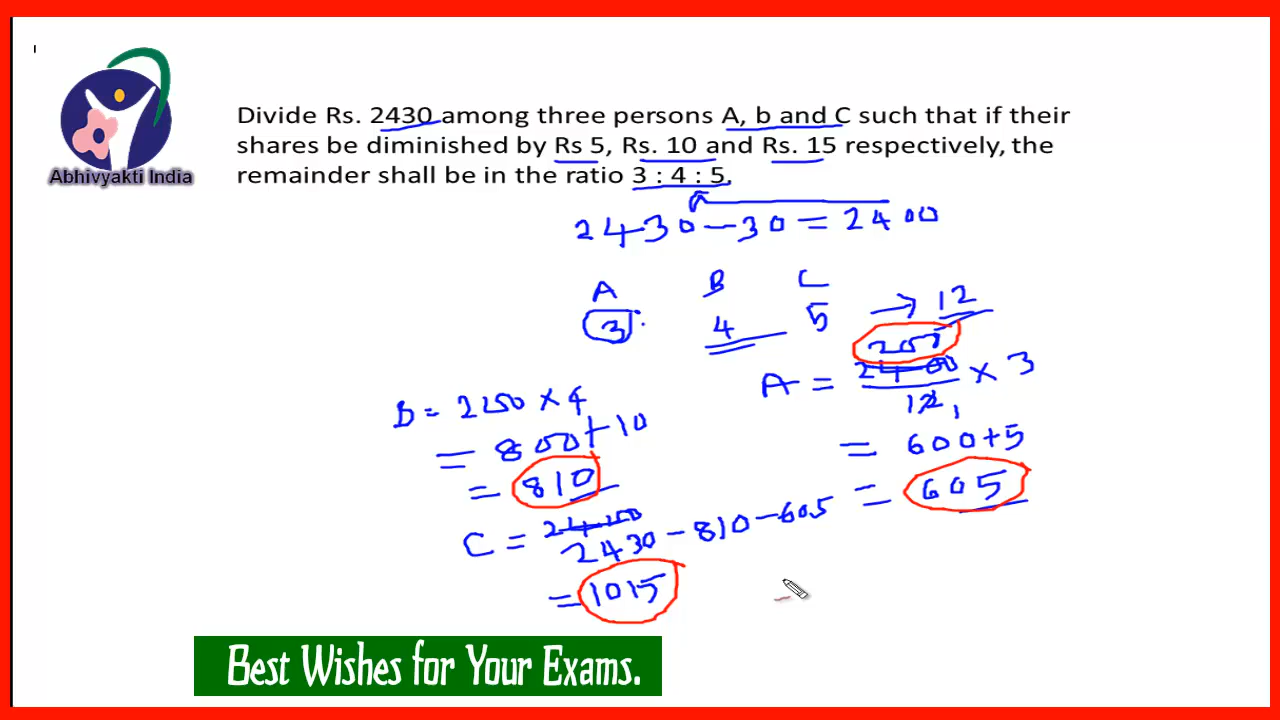 Abhivyakti India
Divide Rs. 2430 among three persons A, b and C such that if their
shares be diminished by Rs 5, Rs. 10 and Rs. 15 respectively, the
remainder shall be in the ratio 3 : 4 : 5.
2430 - 30 = 2400
A B C
3 : 4 5 → 12
200
A = 2400/12 × 3
1
= 600 + 5
= 605
B = × 4
= 800 + 10
= 810
C =
2430 - 810 - 605
= 1015
Best Wishes for Your Exams.